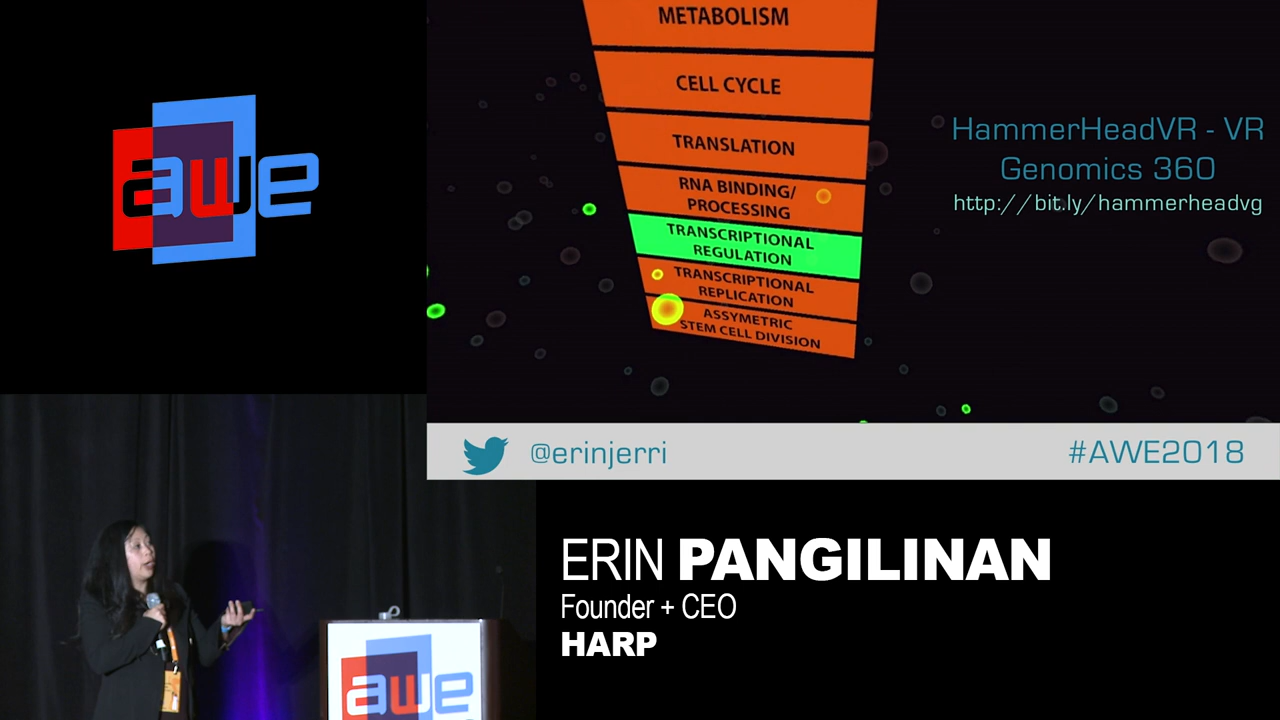 awe
METABOLISM
CELL CYCLE
TRANSLATION
RNA BINDING/
PROCESSING
TRANSCRIPTIONAL
REGULATION
TRANSCRIPTIONAL
REPLICATION
ASSYMETRIC
STEM CELL DIVISION
HammerHeadVR - VR
Genomics 360
http://bit.ly/hammerheadvg
@erinjerri
#AWE2018
ERIN PANGILINAN
Founder + CEO
HARP
awe